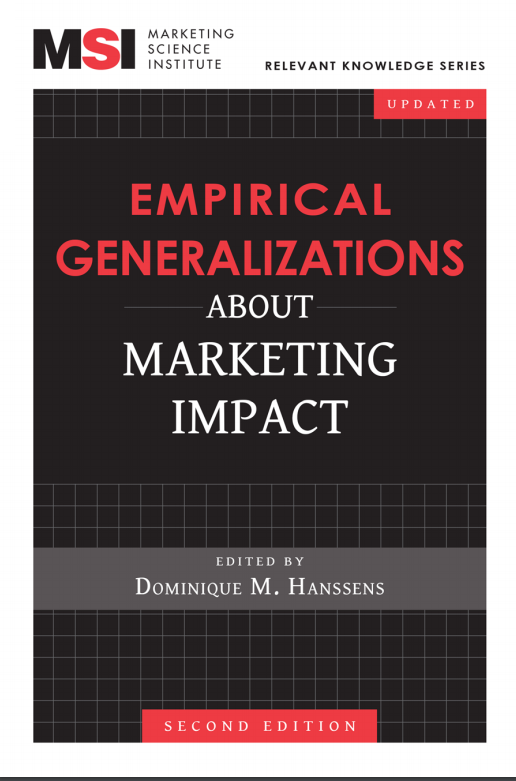 MSI
MARKETING
SCIENCE
INSTITUTE
RELEVANT KNOWLEDGE SERIES
UPDATED
EMPIRICAL
GENERALIZATIONS
ABOUT
MARKETING
IMPACT
EDITED BY
DOMINIQUE M. HANSSENS
SECOND EDITION